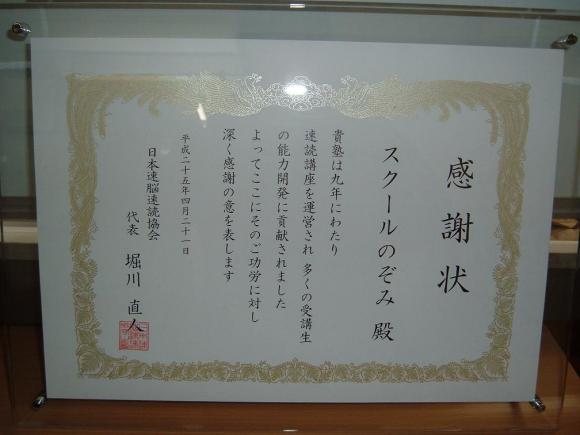 感謝状
スクールのぞみ 殿
貴塾は九年にわたり
速読講座を運営され 多くの受講生
の能力開発に貢献されました
よってここにそのご功労に対し
深く感謝の意を表します
平成二十五年四月二十一日
日本速脳速読協会
代表 堀川 直人